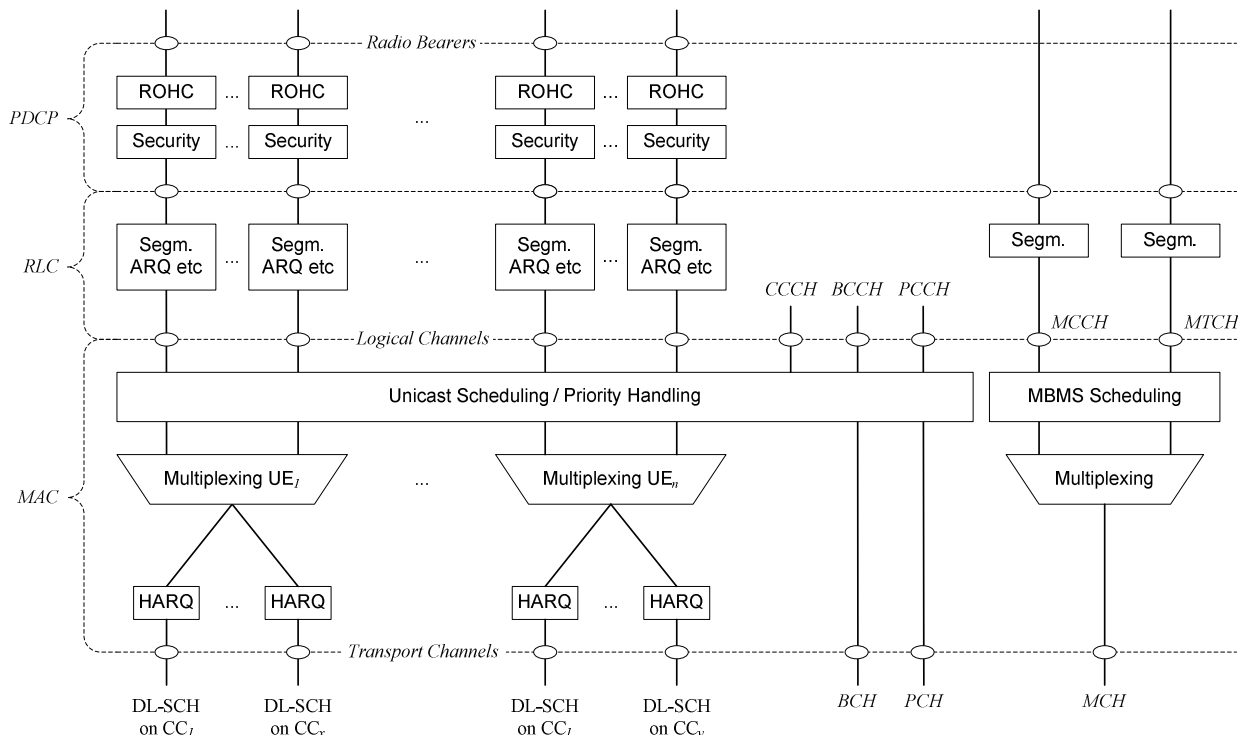 Radio Bearers
ROHC ... ROHC ROHC ... ROHC
PDCP
...
Security ... Security Security ... Security
Segm. Segm. Segm. Segm. Segm. Segm.
ARQ etc ... ARQ etc ... ARQ etc ... ARQ etc
RLC
CCCH BCCH PCCH
MCCH MTCH
Logical Channels
Unicast Scheduling / Priority Handling MBMS Scheduling
Multiplexing UE1 ... Multiplexing UEn Multiplexing
MAC
HARQ ... HARQ HARQ ... HARQ
Transport Channels
DL-SCH DL-SCH DL-SCH DL-SCH BCH PCH MCH
on CC1 on CCx on CC1 on CCy